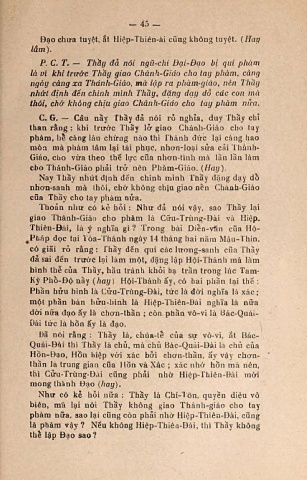 — 45 —
Đạo chưa tuyệt, ắt Hiệp-Thiên-ài cũng không tuyệt. (Hay
lắm).
P. C. T. — Thầy đã nói ngũ-chi Đại-Đạo bị qui phàm
là vì khi trước Thầy giao Chánh-Giáo cho tay phàm, càng
ngày càng xa Thánh-Giáo, mà lập ra phàm-giáo, nên Thầy
nhứt định đến chính mình Thầy, đặng dạy dỗ các con mà
thôi, chớ không chịu giao Chánh-Giáo cho tay phàm nữa.
C. G. — Câu nầy Thầy đã nói rõ nghĩa, duy Thầy chỉ
than rằng : khi trước Thầy lỡ giao Chánh-Giáo cho tay
phàm, bề càng lâu chừng nào thì Thánh đức lại càng hao
mòn mà phàm tâm lại tái nhập, nhơn-loại sửa cải Thánh-
Giáo, cho vừa theo thế lực của nhơn-tình mà lần lần làm
cho Thánh-Giáo phải trở nên Phàm-Giáo. (Hay).
Nay Thầy nhứt định đến chính mình Thầy đặng dạy dỗ
nhơn-sanh mà thôi, chớ không chịu giao nền Chánh-Giáo
của Thầy cho tay phàm nữa.
Thoản như có kẻ hỏi : Như đã nói vậy, sao Thầy lại
giao Thánh-Giáo cho phàm là Cửu-Trùng-Đài và Hiệp.
Thiên-Đài, là ý nghĩa gì ? Trong bài Diễn-văn của Hộ-
Pháp đọc tại Tòa-Thánh ngày 14 tháng hai năm Mậu-Thìn,
có giải rõ rằng : Thầy đến qui các lương-sanh của Thầy
đã sai đến trước lại làm một, đặng lập Hội-Thánh mà làm
hình thể của Thầy, hầu tránh khỏi hạ trần trong lúc Tam-
Kỳ Phổ-Độ nầy (hay) Hội-Thánh ấy, có hai phần tại thế :
Phần hữu hình là Cửu-Trùng-Đài, tức là đời nghĩa là xác;
một phần bán hữu-hình là Hiệp-Thiên-Đài nghĩa là nửa
đời nửa đạo ấy là chơn-thần ; còn phần vô-vi là Bát-Quái-
Đài tức là hồn ấy là đạo.
Đã nói rằng : Thầy là, chúa-tể của sự vô-vi, ắt Bác-
Quái-Đài thì Thầy là chủ, mà chủ Bác-Quái-Đài là chủ của
Hồn-Đạo, Hồn hiệp với xác bởi chơn-thần, ấy vậy chơn-
thần là trung gian của Hồn và Xác ; xác nhờ hồn mà nên,
thì Cửu-Trùng-Đài cũng phải nhờ Hiệp-Thiên-Đài mới
mong thành Đạo (hay).
Như có kẻ hỏi nữa : Thầy là Chí-Tôn, quyền diệu vô
biên, mà lại nói Thầy không giao Thánh-giáo cho tay
phàm nữa, sao lại cũng còn phải nhờ Hiệp-Thiên-Đài, cũng
là phàm vậy ? Nếu không Hiệp-Thiên-Đài, thì Thầy không
thế lập Đạo sao ?